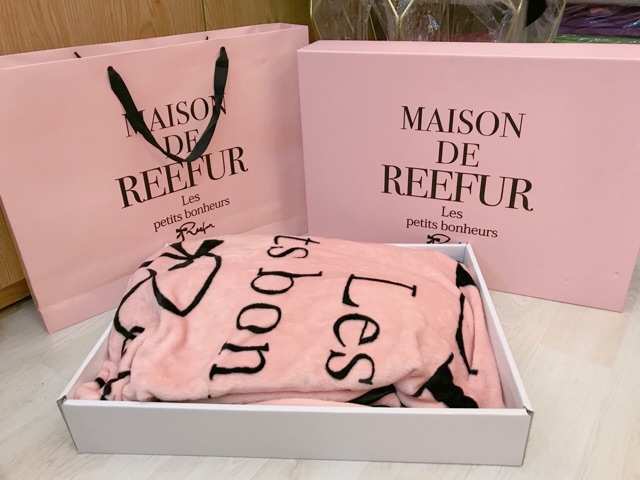 MAISON
DE
REEFUR
Les
petits bonheurs
Reefur
MAISON
DE
REEFUR
Les
petits bonheurs
Les
ts bon